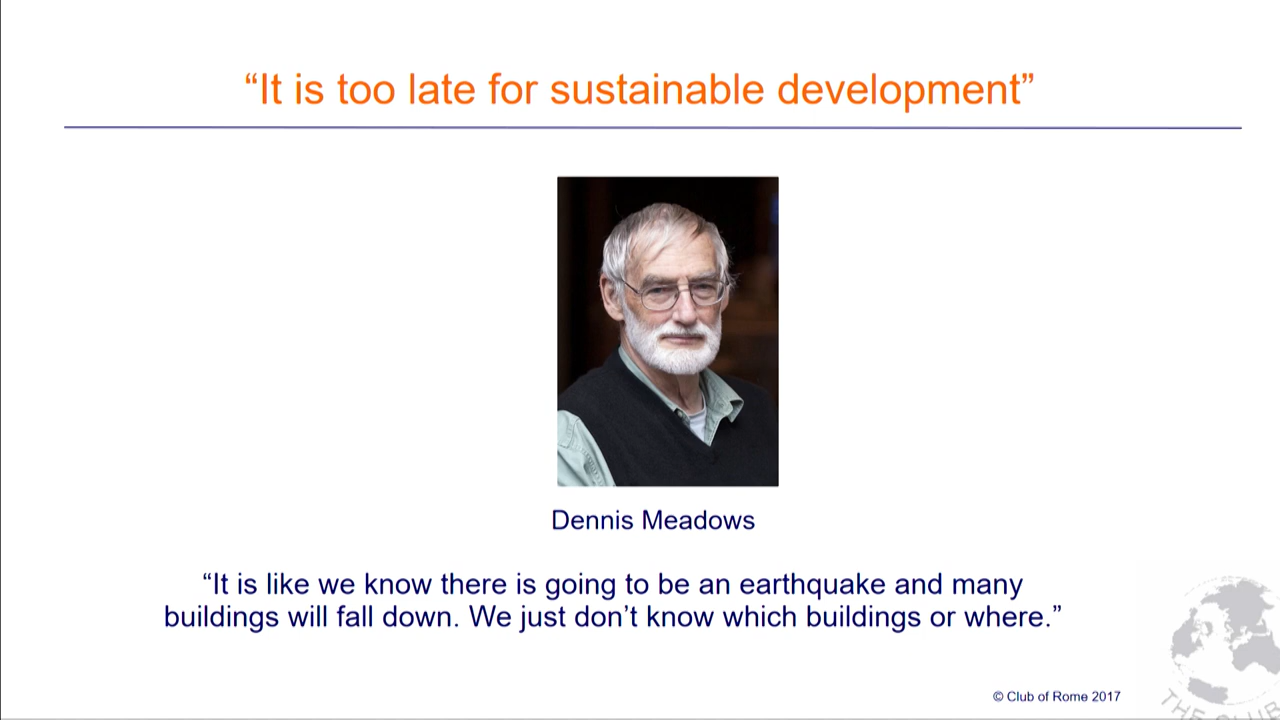 “It is too late for sustainable development”
Dennis Meadows
“It is like we know there is going to be an earthquake and many
buildings will fall down. We just don’t know which buildings or where.”
© Club of Rome 2017
THE CLUB